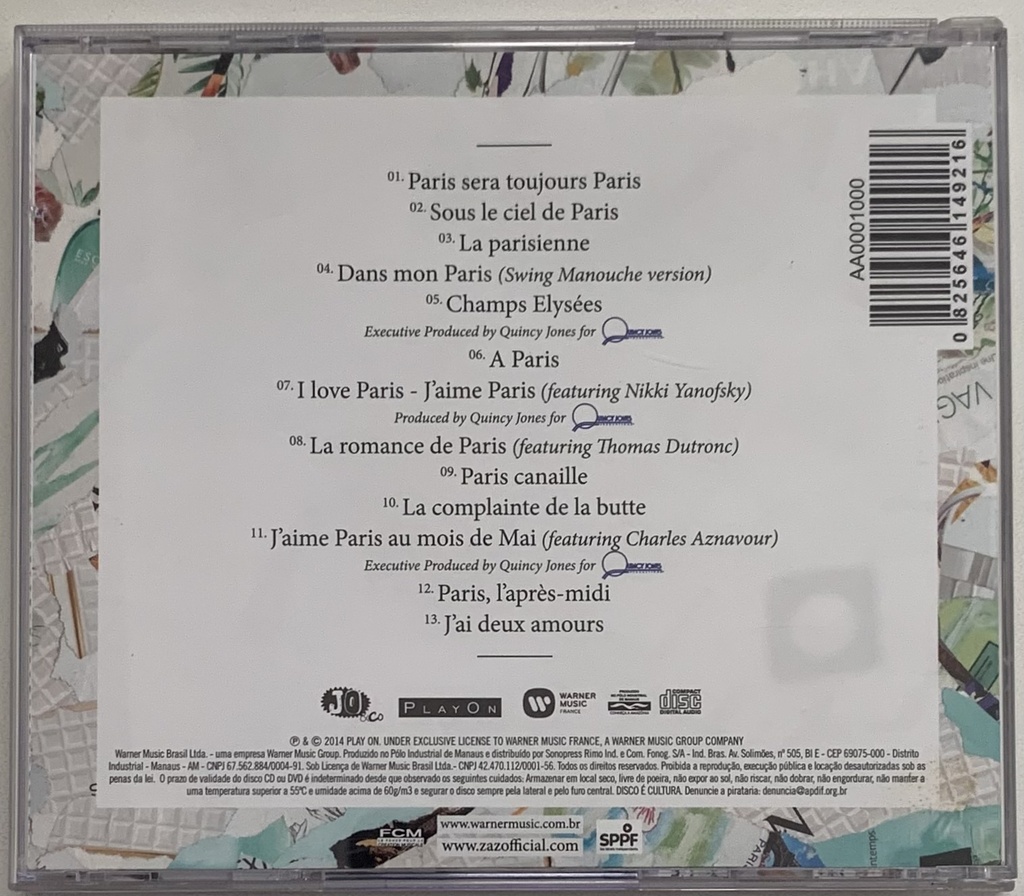 01. Paris sera toujours Paris
02. Sous le ciel de Paris
03. La parisienne
04. Dans mon Paris (Swing Manouche version)
05. Champs Elysées
Executive Produced by Quincy Jones for
06. A Paris
07. I love Paris - J'aime Paris (featuring Nikki Yanofsky)
Produced by Quincy Jones for
08. La romance de Paris (featuring Thomas Dutronc)
09. Paris canaille
10. La complainte de la butte
11. J'aime Paris au mois de Mai (featuring Charles Aznavour)
Executive Produced by Quincy Jones for
12. Paris, l'après-midi
13. J'ai deux amours
AA0001000
0 825646 149216
VAG
JO
&Co
PLAYON
WARNER
MUSIC
FRANCE
COMPACT
disc
DIGITAL AUDIO
℗ & © 2014 PLAY ON. UNDER EXCLUSIVE LICENSE TO WARNER MUSIC FRANCE, A WARNER MUSIC GROUP COMPANY
Warner Music Brasil Ltda. - uma empresa Warner Music Group. Produzido no Pólo Industrial de Manaus e distribuído por Sonopress Rimo Ind. e Com. Fonog. S/A - Ind. Bras. Av. Solimões, nº 505, BI E - CEP 69075-000 - Distrito
Industrial - Manaus - AM - CNPJ 67.562.884/0004-91. Sob Licença de Warner Music Brasil Ltda.- CNPJ 42.470.112/0001-56. Todos os direitos reservados. Proibida a reprodução, execução pública e locação desautorizadas sob as
penas da lei. O prazo de validade do disco CD ou DVD é indeterminado desde que observado os seguintes cuidados: Armazenar em local seco, livre de poeira, não expor ao sol, não riscar, não dobrar, não engordurar, não manter a
uma temperatura superior a 55ºC e umidade acima de 60g/m3 e segurar o disco sempre pela lateral e pelo furo central. DISCO É CULTURA. Denuncie a pirataria: denuncia@apdif.org.br
FCM
www.warnermusic.com.br
www.zazofficial.com
SPPF